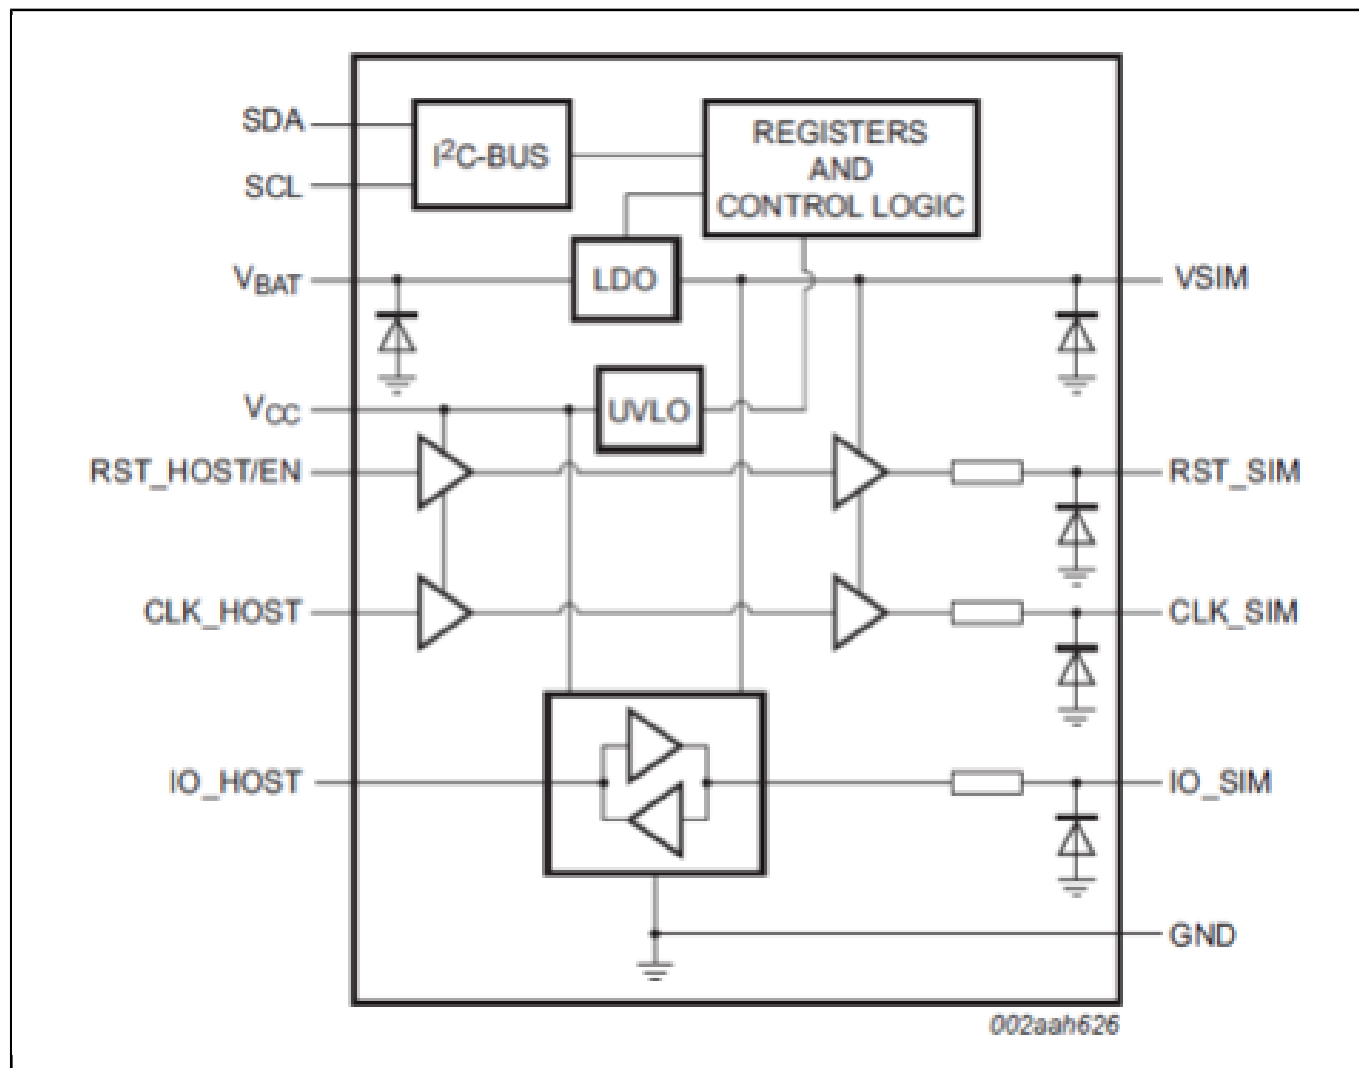 SDA
SCL
I²C-BUS
REGISTERS
AND
CONTROL LOGIC
VBAT
LDO
VSIM
VCC
UVLO
RST_HOST/EN
RST_SIM
CLK_HOST
CLK_SIM
IO_HOST
IO_SIM
GND
002aah626